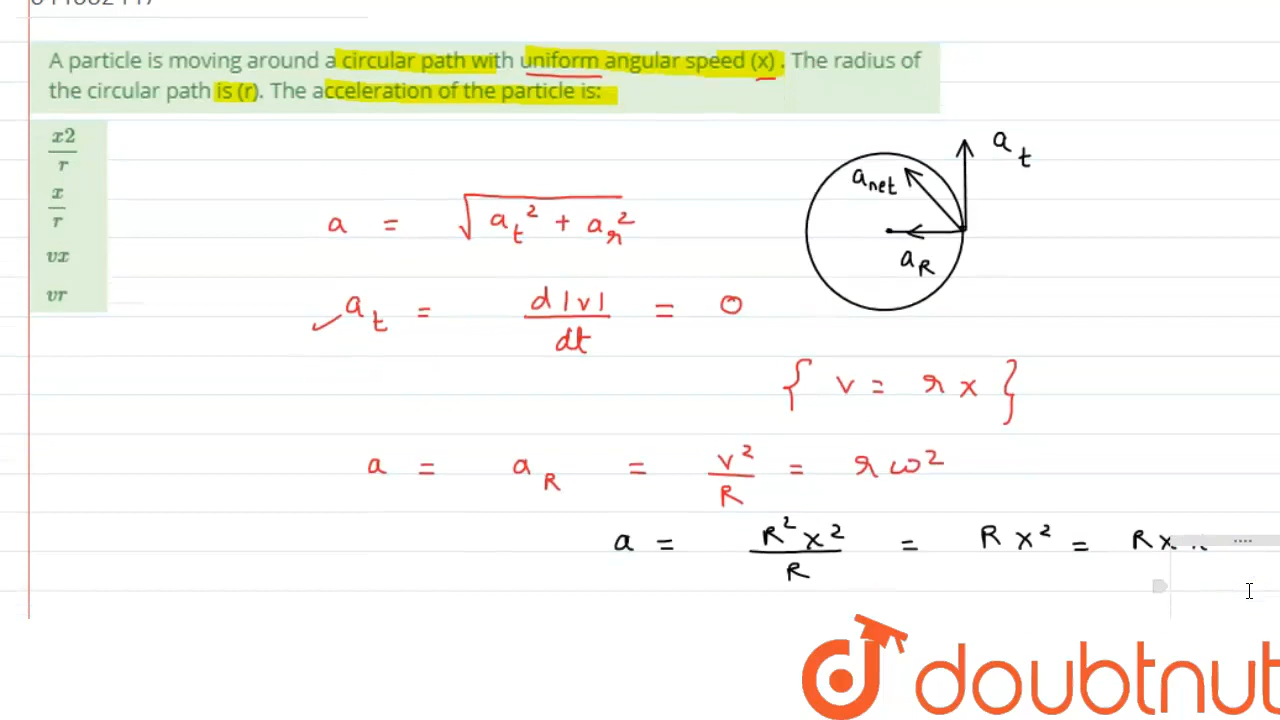 A particle is moving around a circular path with uniform angular speed (x) . The radius of
the circular path is (r). The acceleration of the particle is:
x2
r
x
r
vx
vr
a = √ a_t² + a_r²
a_t = d|v| = 0
dt
a_t
a_net
a_R
{ v = r x }
a = a_R = v² = rω²
R
a = R² x² = R x² = R x
R
doubtnut